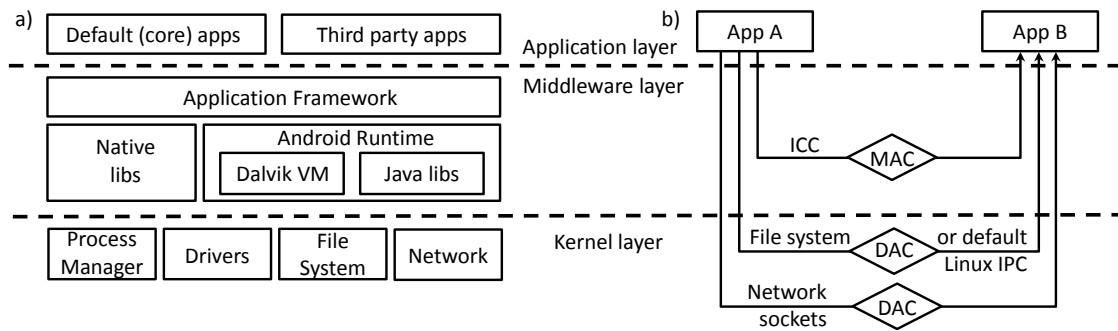 a)
Default (core) apps
Third party apps
Application layer
Middleware layer
Application Framework
Native
libs
Android Runtime
Dalvik VM
Java libs
Kernel layer
Process
Manager
Drivers
File
System
Network
b)
App A
App B
ICC
MAC
File system
DAC
or default
Linux IPC
Network
sockets
DAC